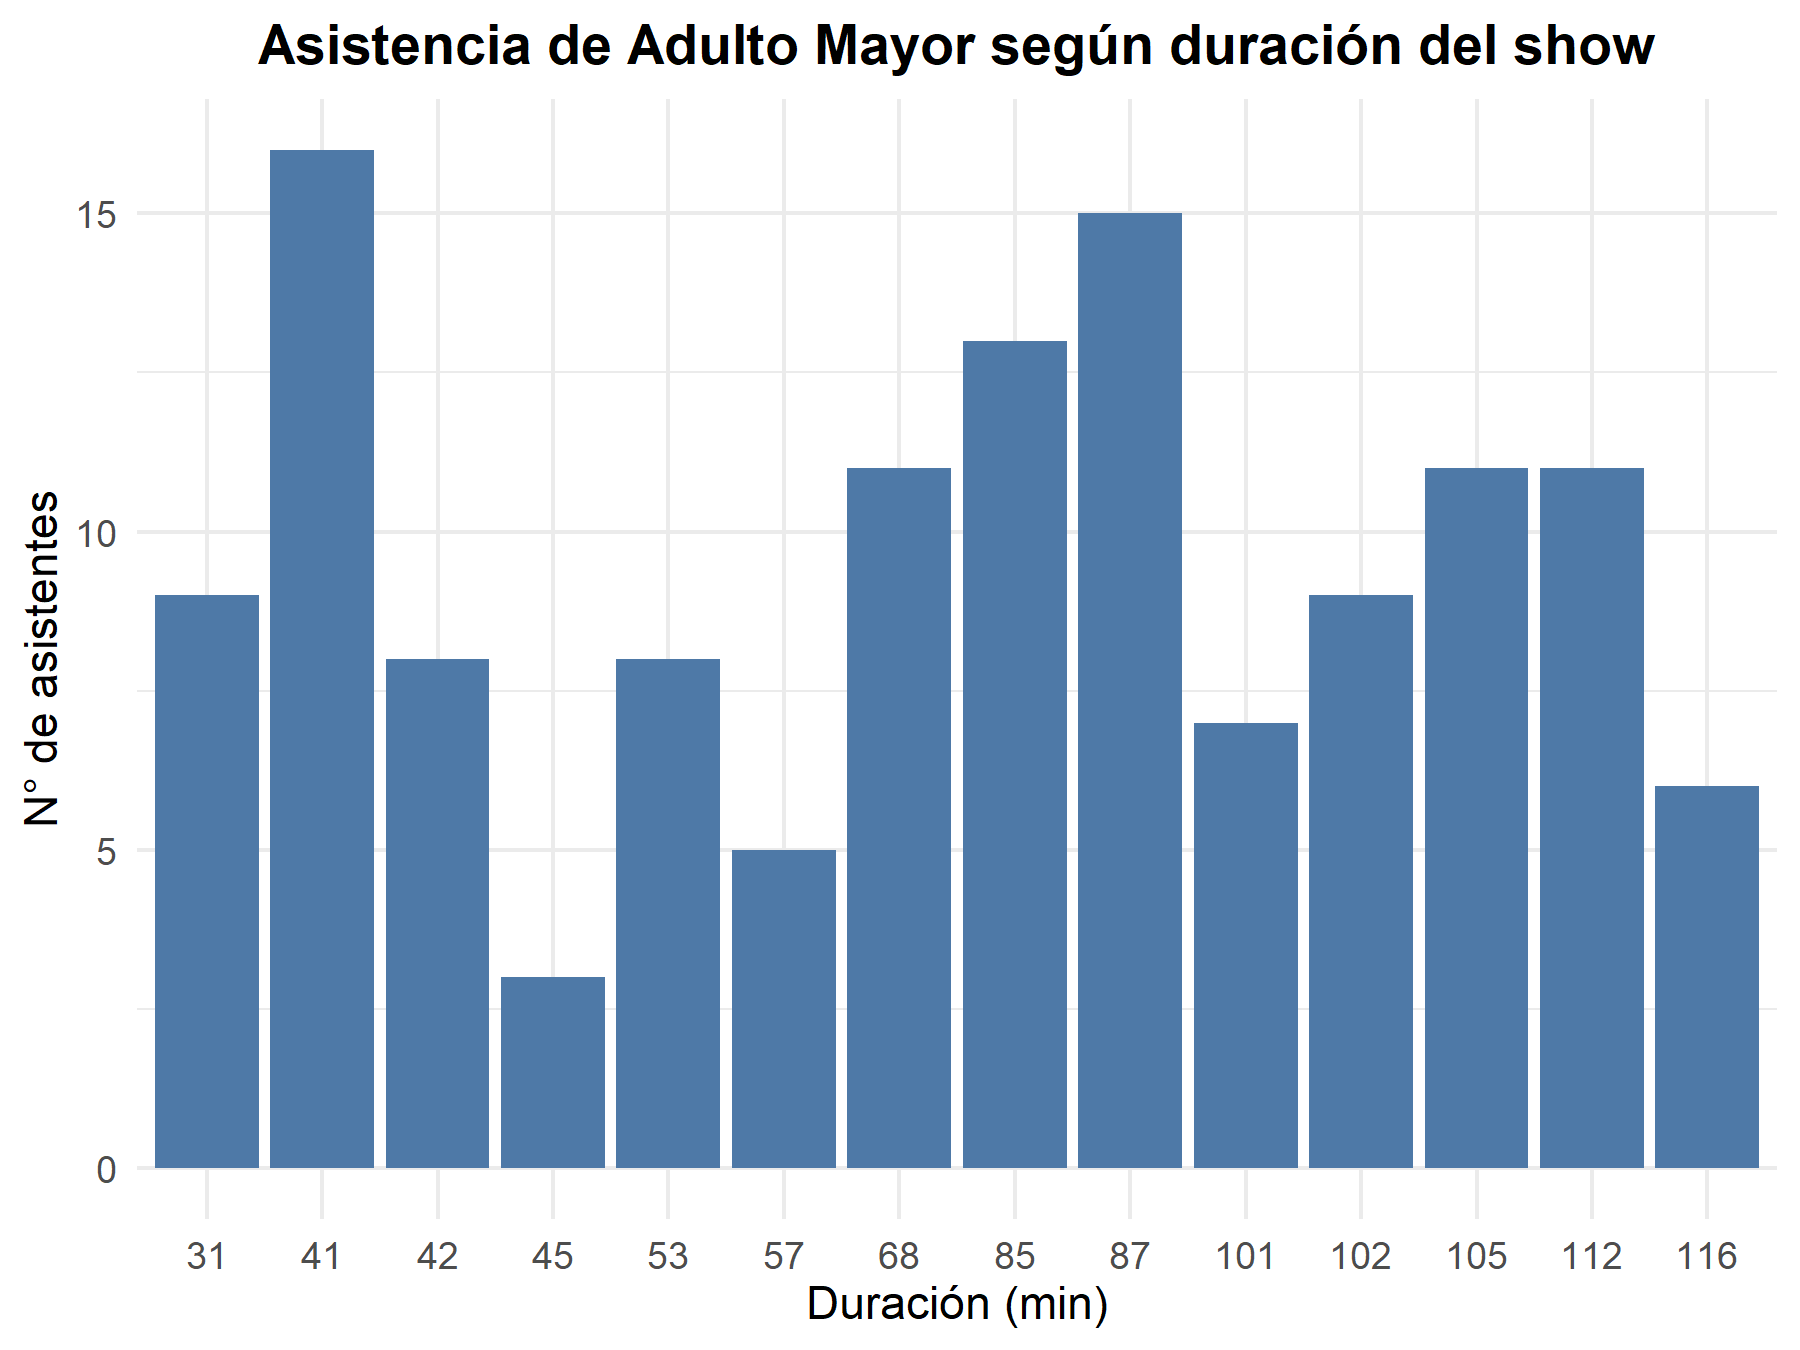 Asistencia de Adulto Mayor según duración del show
N° de asistentes
15
10
5
0
31 41 42 45 53 57 68 85 87 101 102 105 112 116
Duración (min)